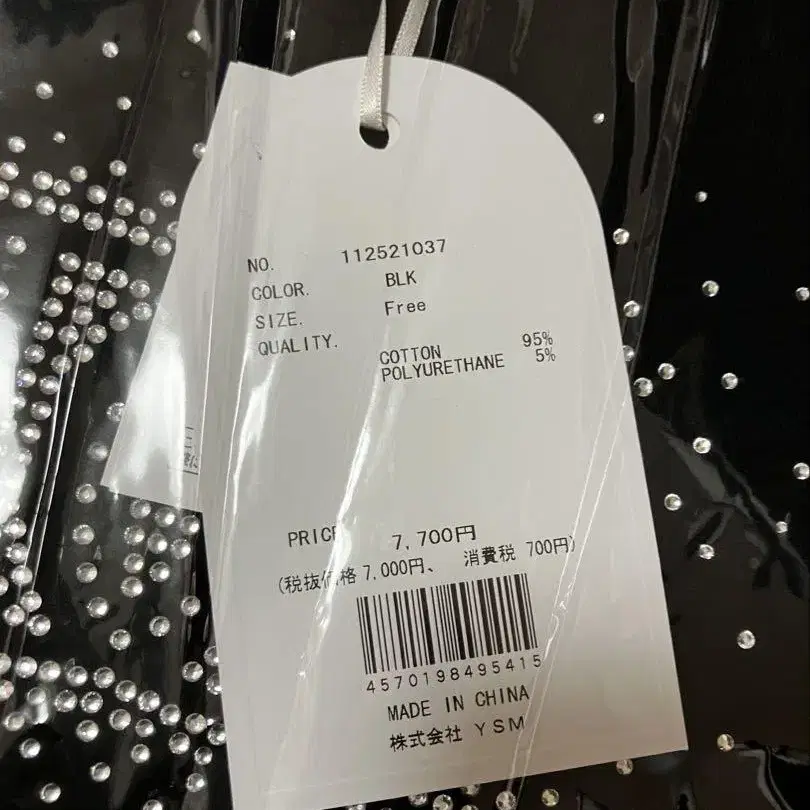 NO. 112521037
COLOR. BLK
SIZE. Free
QUALITY.
COTTON 95%
POLYURETHANE 5%
PRICE 7,700円
(税抜価格 7,000円、 消費税 700円)
4570198495415
MADE IN CHINA
株式会社 YSM